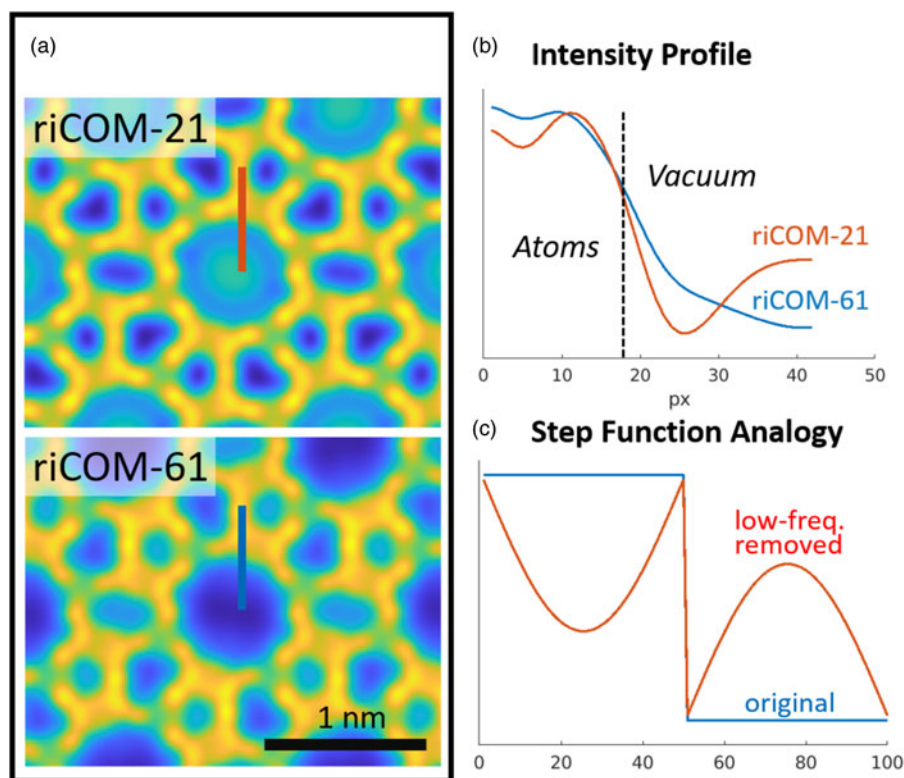 (a)
riCOM-21
riCOM-61
1 nm
(b)
Intensity Profile
Vacuum
Atoms
riCOM-21
riCOM-61
0 10 20 30 40 50
px
(c)
Step Function Analogy
low-freq.
removed
original
0 20 40 60 80 100